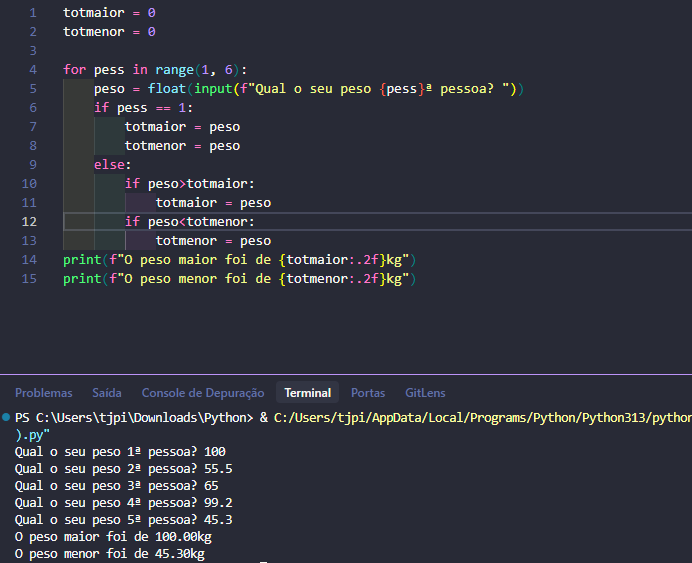 1 totmaior = 0
2 totmenor = 0
3
4 for pess in range(1, 6):
5 peso = float(input(f"Qual o seu peso {pess}ª pessoa? "))
6 if pess == 1:
7 totmaior = peso
8 totmenor = peso
9 else:
10 if peso>totmaior:
11 totmaior = peso
12 if peso<totmenor:
13 totmenor = peso
14 print(f"O peso maior foi de {totmaior:.2f}kg")
15 print(f"O peso menor foi de {totmenor:.2f}kg")
Problemas Saída Console de Depuração Terminal Portas GitLens
PS C:\Users\tjpi\Downloads\Python> & C:/Users/tjpi/AppData/Local/Programs/Python/Python313/python
).py"
Qual o seu peso 1ª pessoa? 100
Qual o seu peso 2ª pessoa? 55.5
Qual o seu peso 3ª pessoa? 65
Qual o seu peso 4ª pessoa? 99.2
Qual o seu peso 5ª pessoa? 45.3
O peso maior foi de 100.00kg
O peso menor foi de 45.30kg